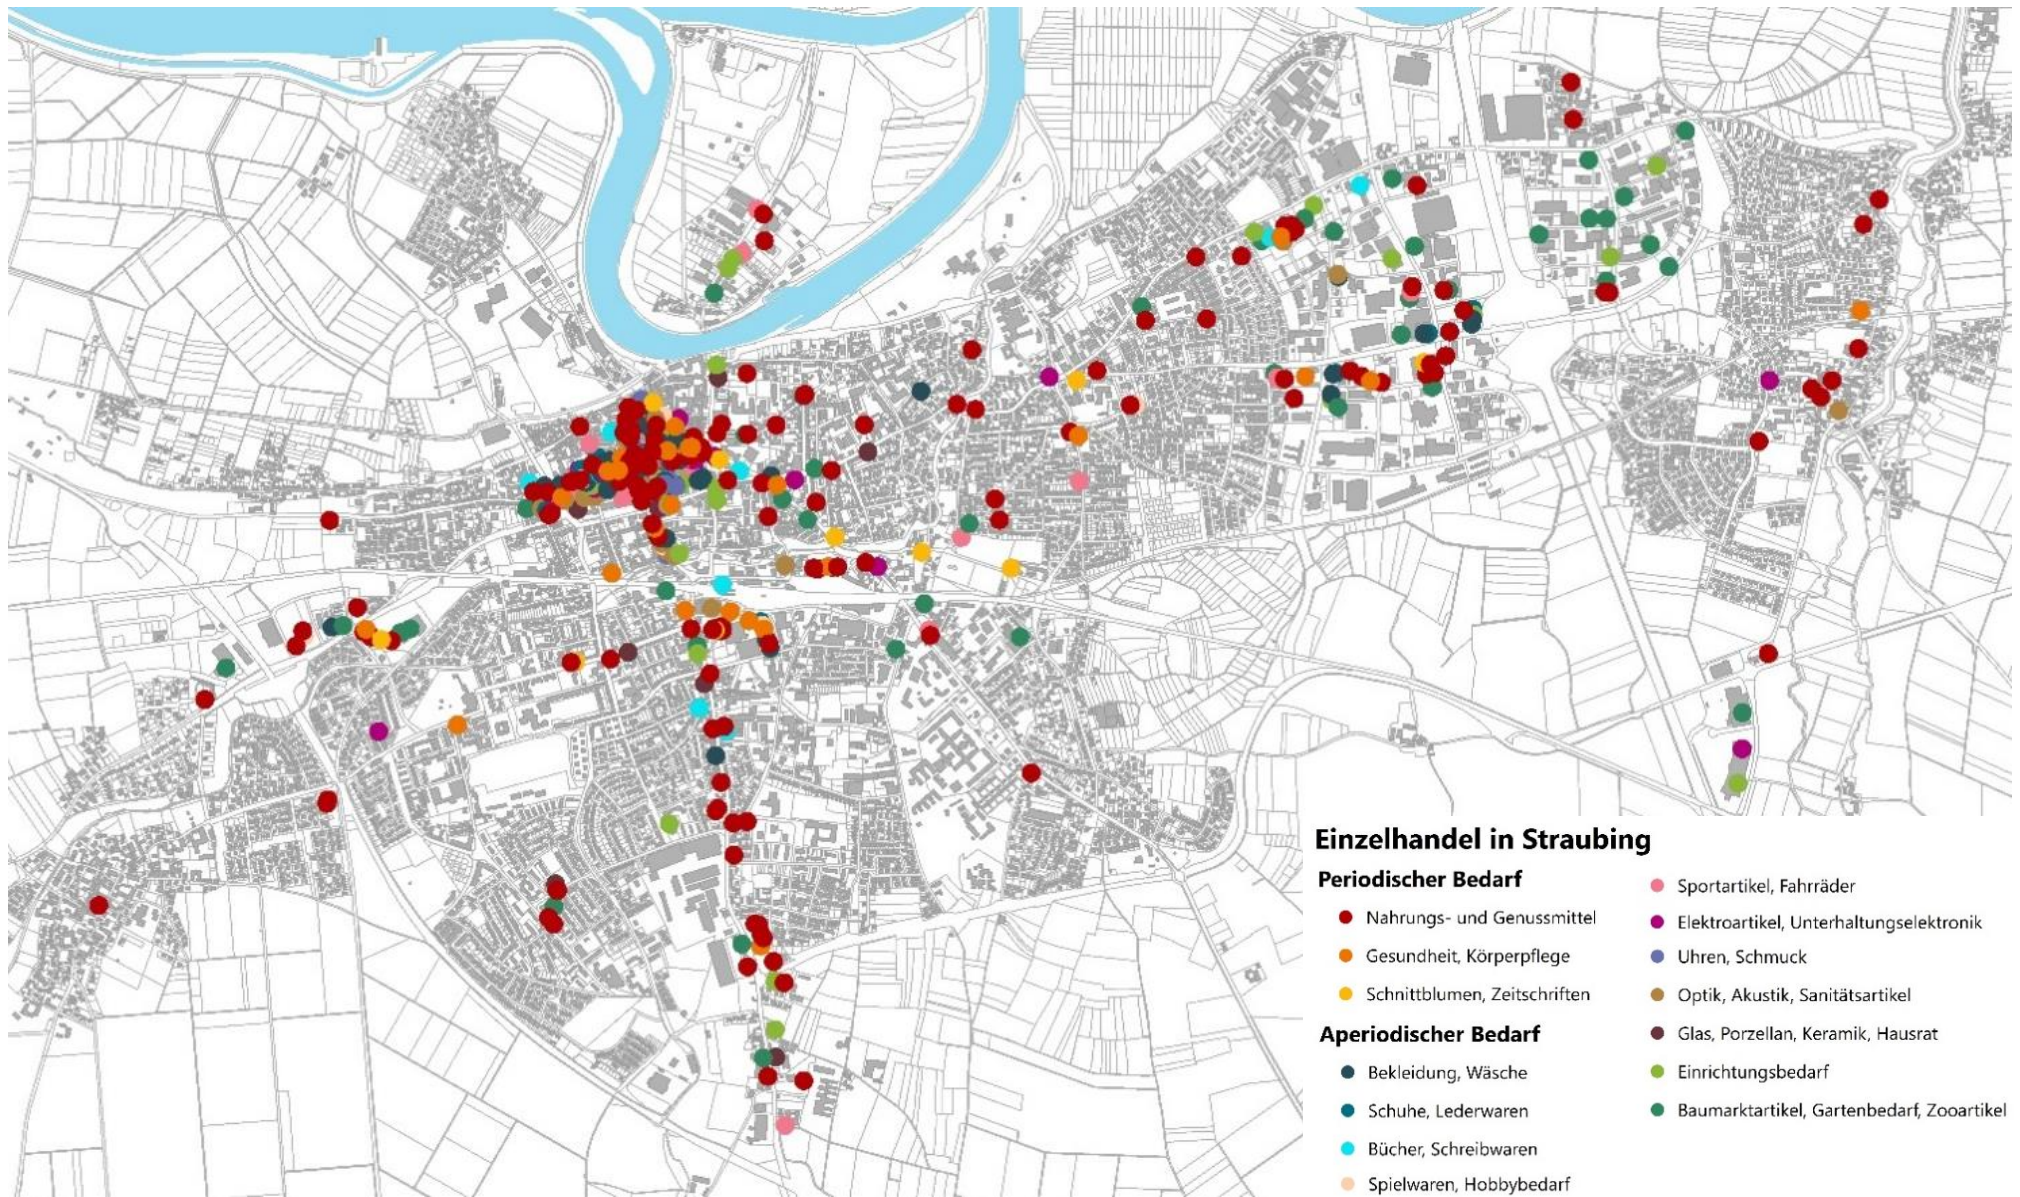 Einzelhandel in Straubing
Periodischer Bedarf
Nahrungs- und Genussmittel
Gesundheit, Körperpflege
Schnittblumen, Zeitschriften
Aperiodischer Bedarf
Bekleidung, Wäsche
Schuhe, Lederwaren
Bücher, Schreibwaren
Spielwaren, Hobbybedarf
Sportartikel, Fahrräder
Elektroartikel, Unterhaltungselektronik
Uhren, Schmuck
Optik, Akustik, Sanitätsartikel
Glas, Porzellan, Keramik, Hausrat
Einrichtungsbedarf
Baumarktartikel, Gartenbedarf, Zooartikel